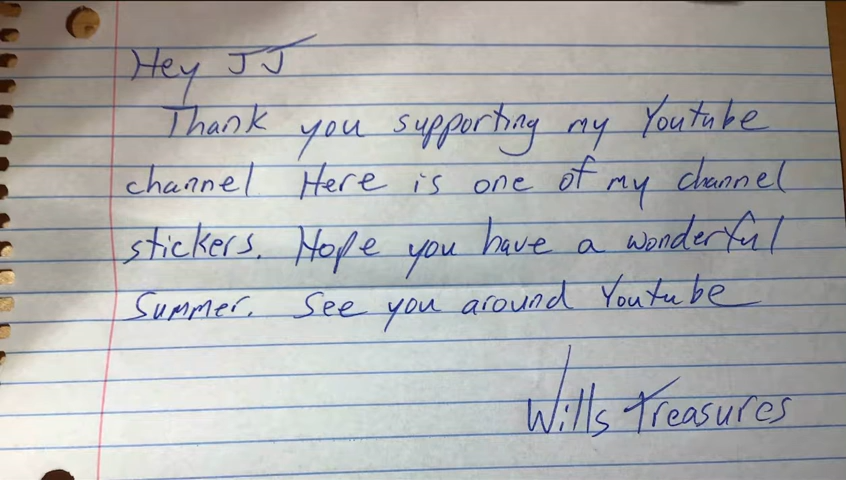 Hey JJ
Thank you supporting my Youtube
channel Here is one of my channel
stickers. Hope you have a wonderful
Summer. See you around Youtube
Wills Treasures